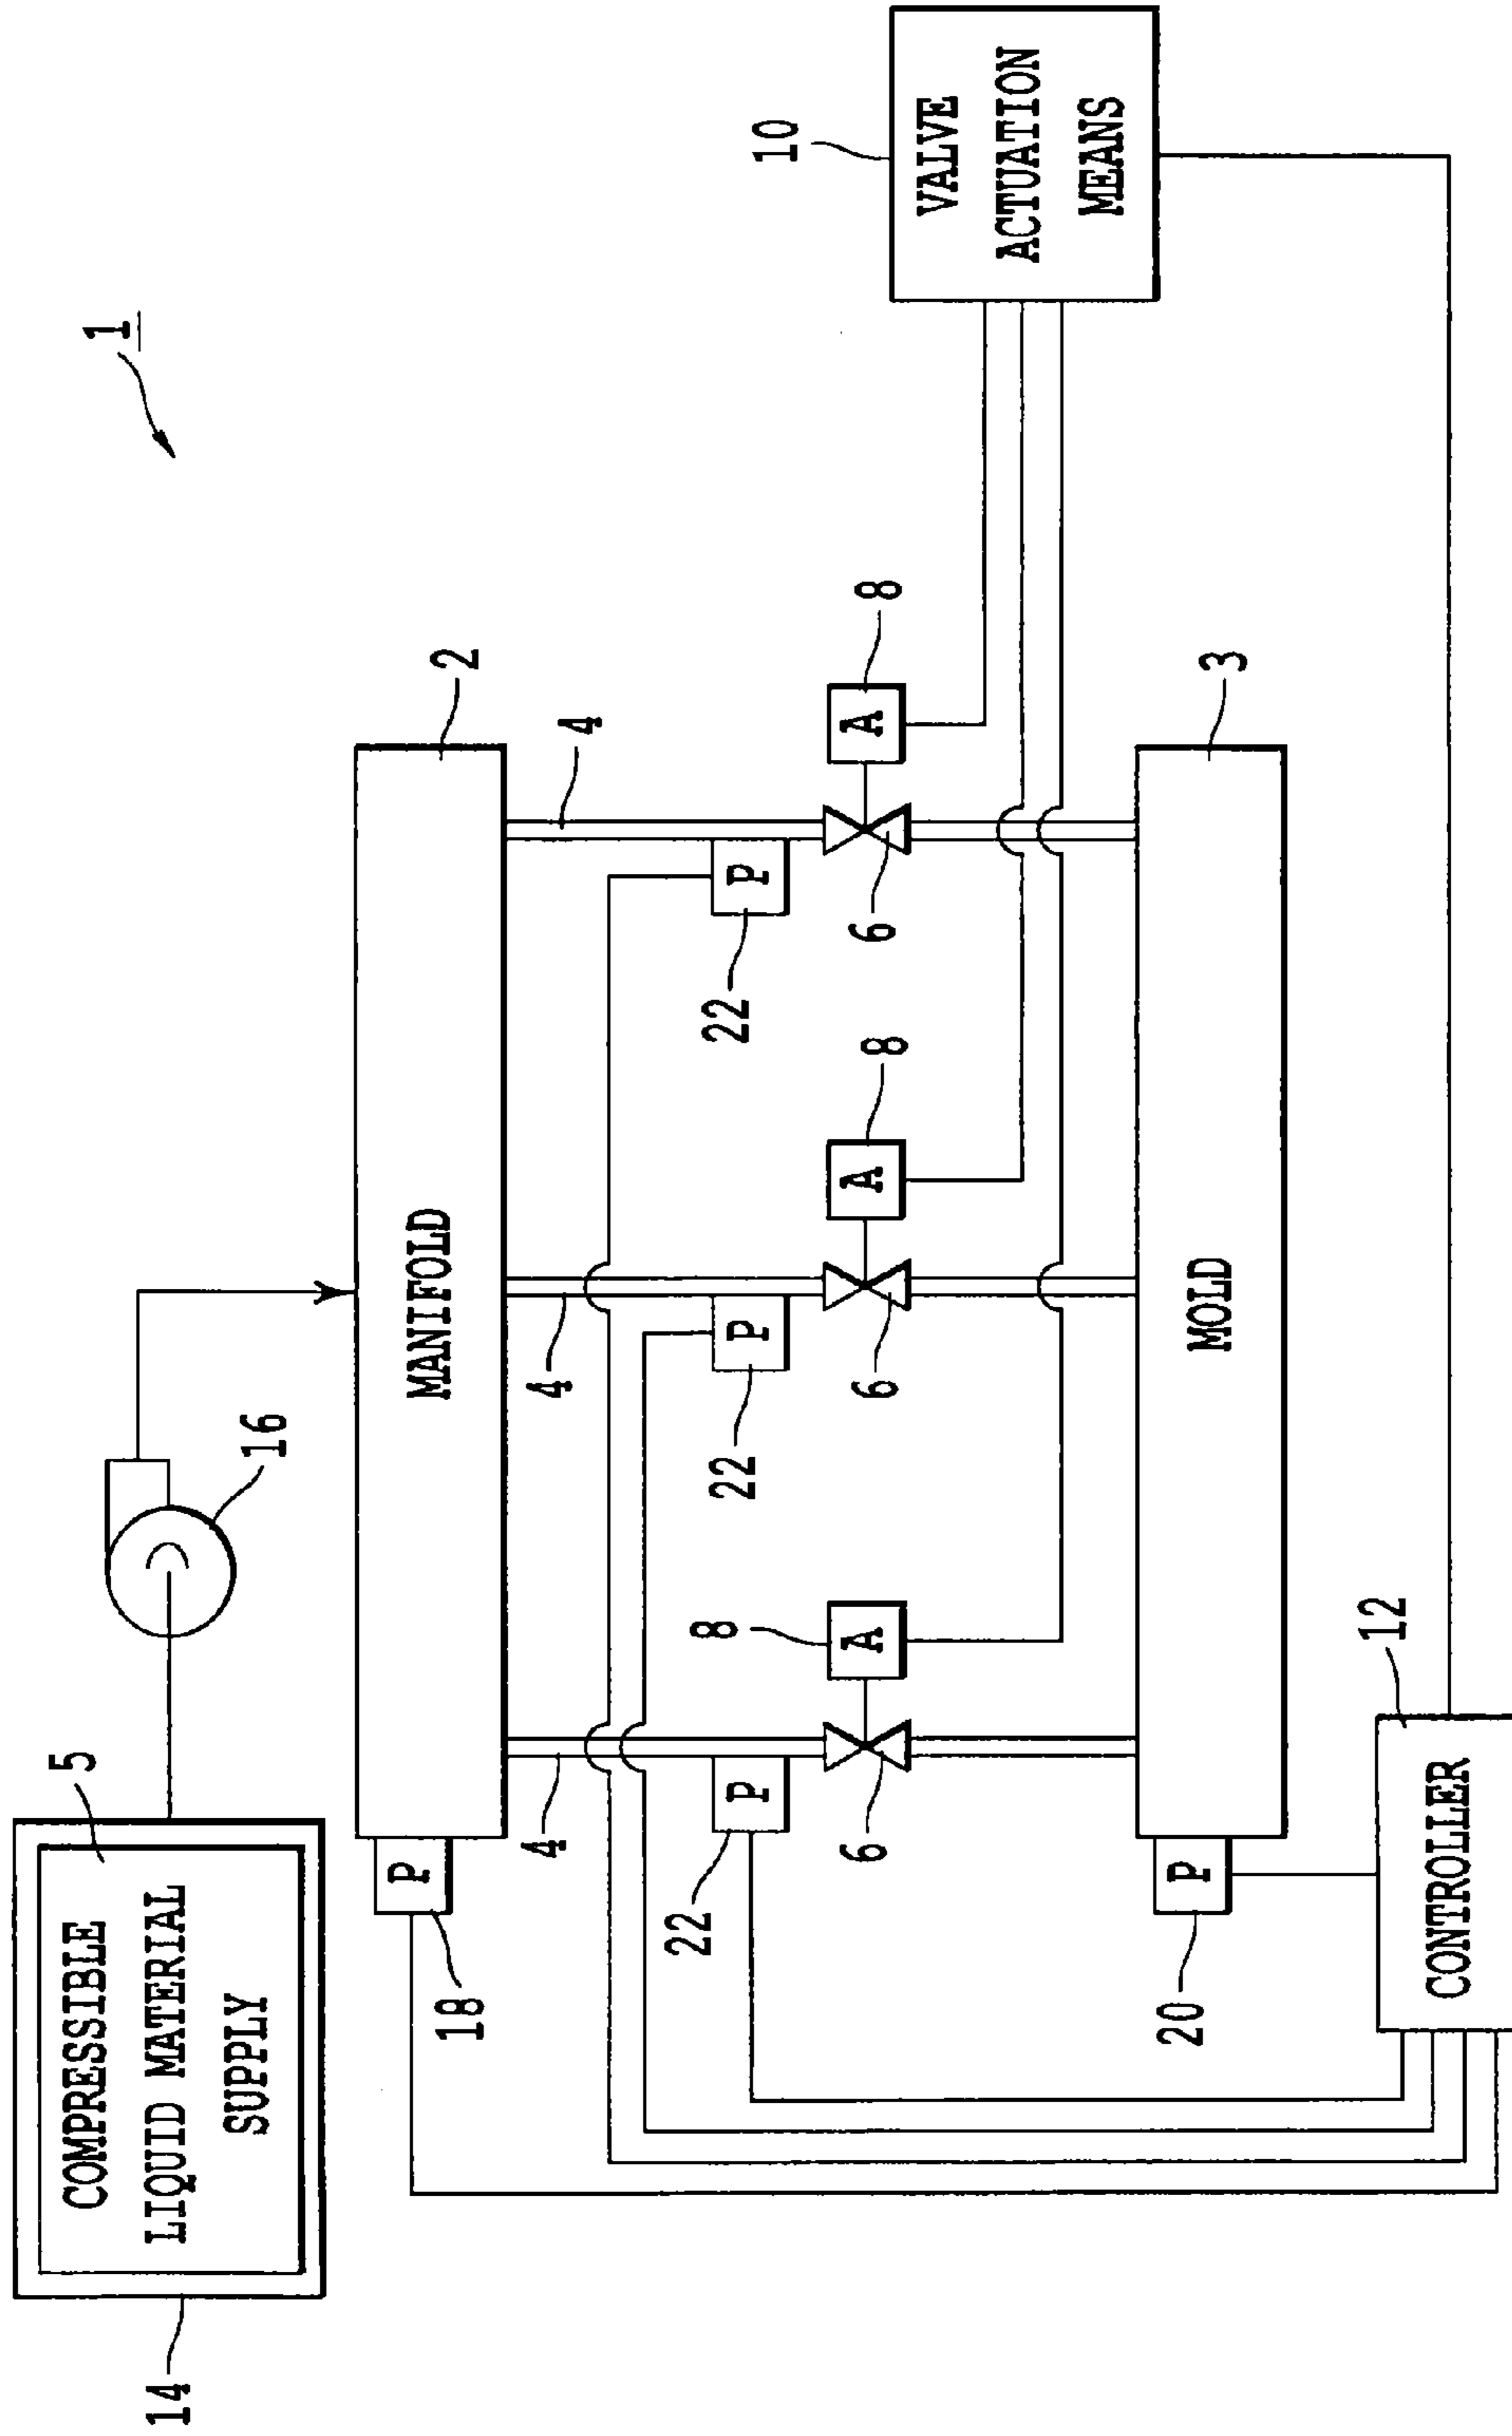 1
14
5
COMPRESSIBLE
LIQUID MATERIAL
SUPPLY
16
18
P
MANIFOLD
2
4
4
4
22
P
22
P
22
P
8
A
8
A
8
A
6
6
6
10
VALVE
ACTUATION
MEANS
20
P
MOLD
3
12
CONTROLLER